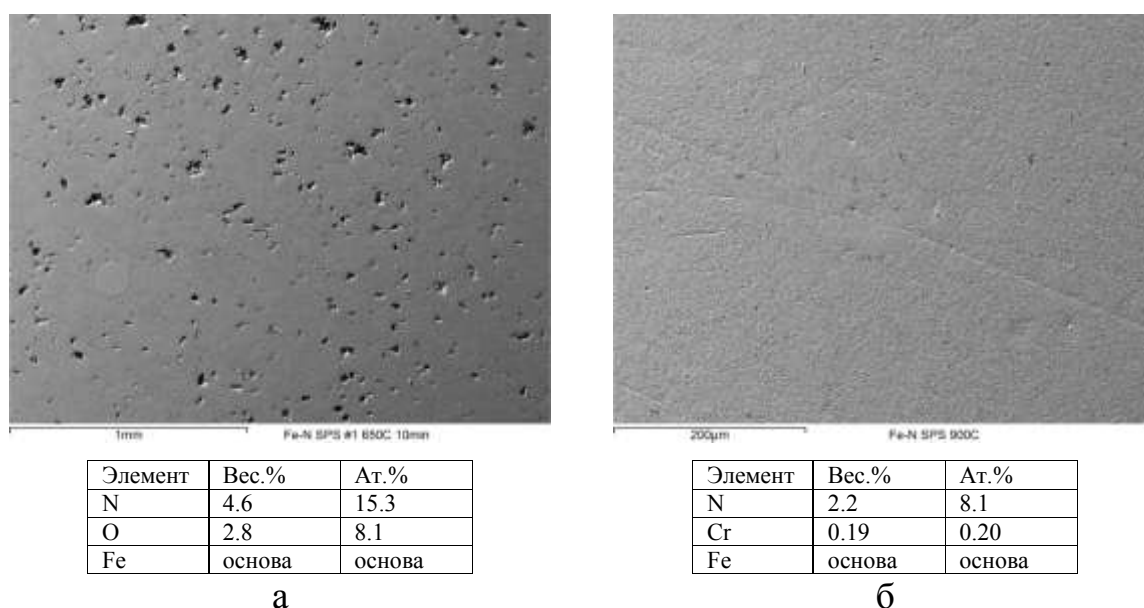 1mm Fe-N SPS #1 650C 10min
200μm Fe-N SPS 900C
Элемент Вес.% Ат.%
N 4.6 15.3
O 2.8 8.1
Fe основа основа
а
Элемент Вес.% Ат.%
N 2.2 8.1
Cr 0.19 0.20
Fe основа основа
б